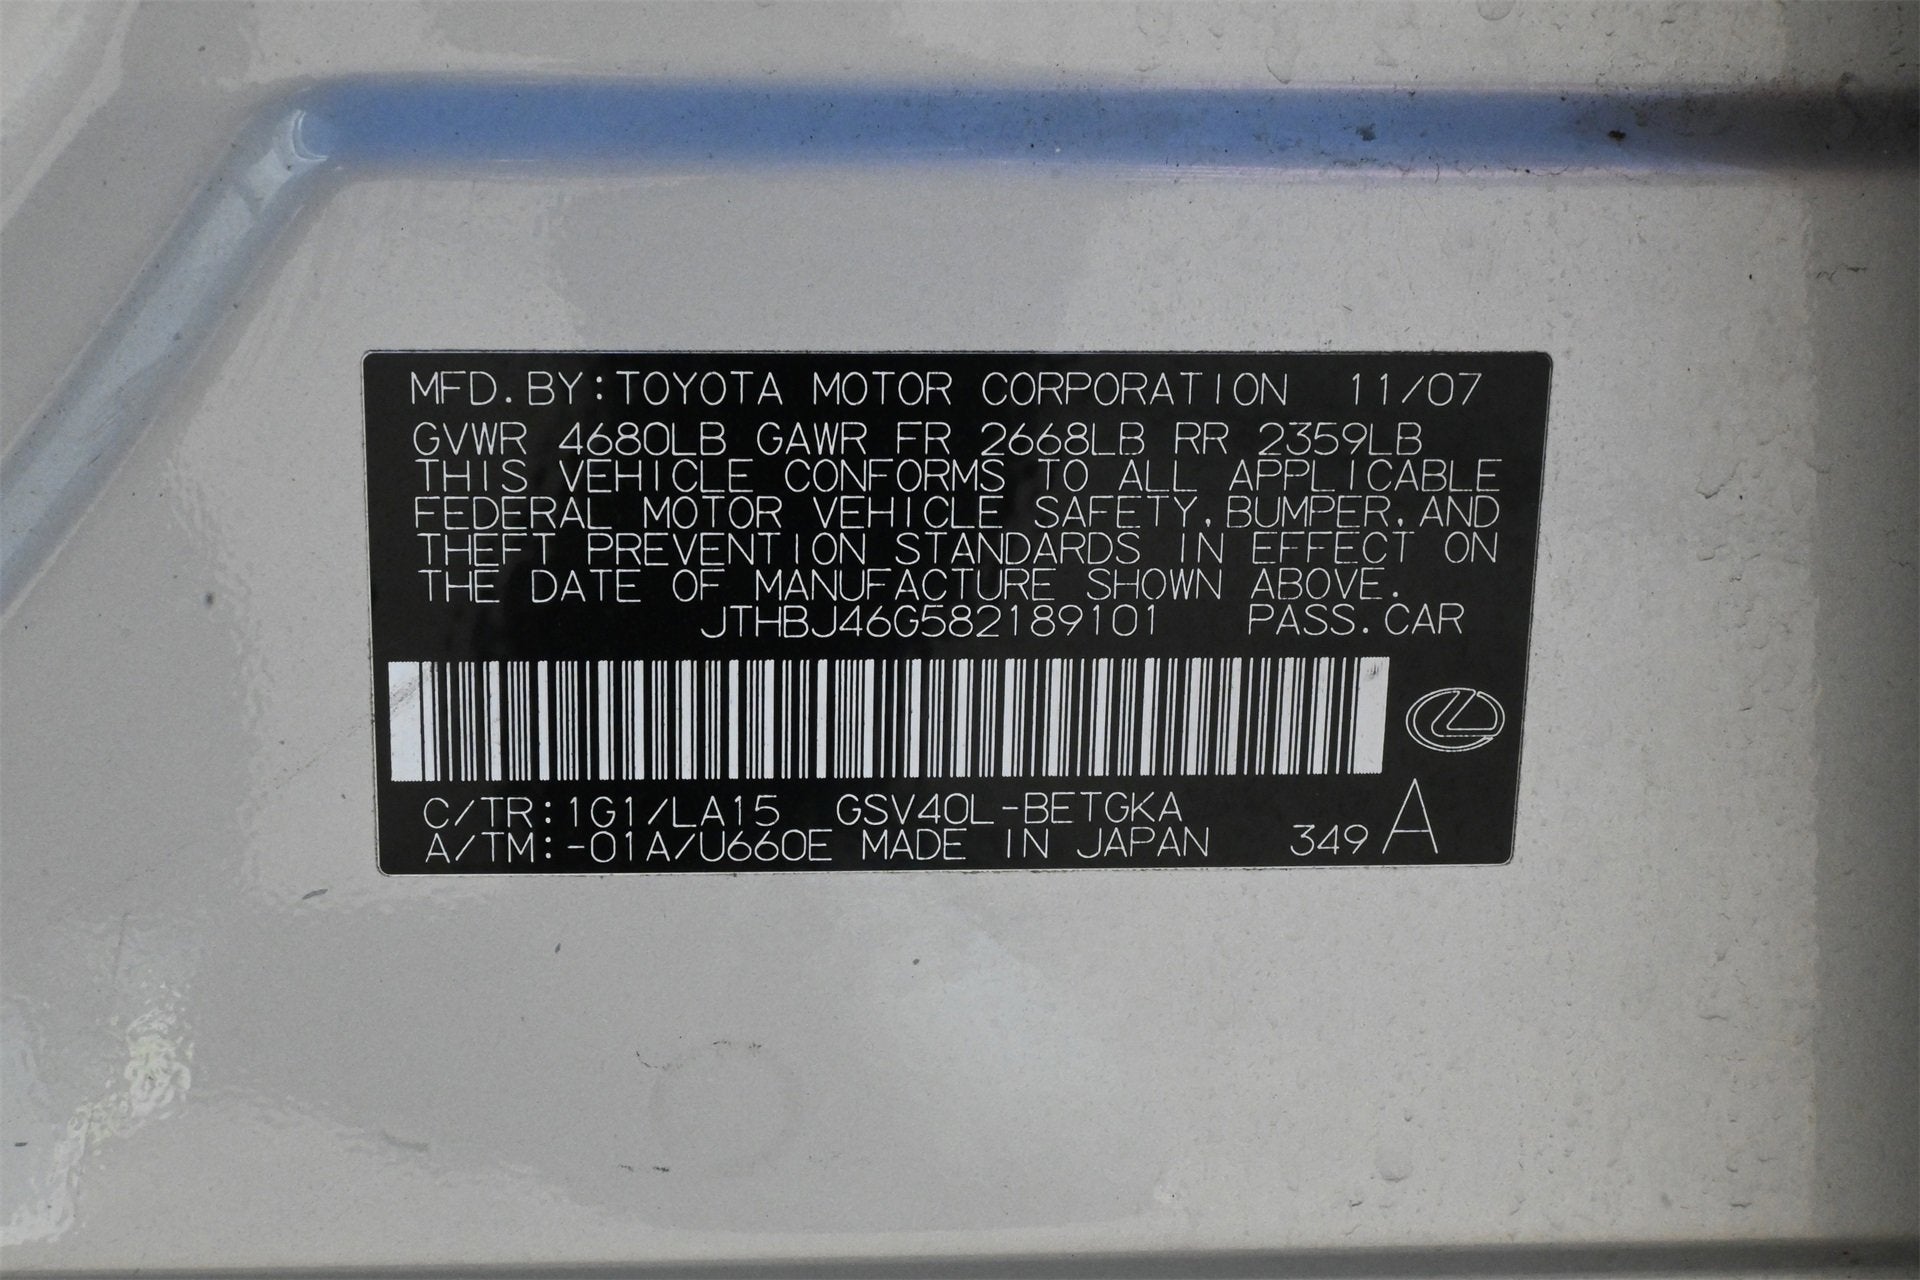 MFD. BY: TOYOTA MOTOR CORPORATION 11/07
GVWR 4680LB GAWR FR 2668LB RR 2359LB
THIS VEHICLE CONFORMS TO ALL APPLICABLE
FEDERAL MOTOR VEHICLE SAFETY, BUMPER, AND
THEFT PREVENTION STANDARDS IN EFFECT ON
THE DATE OF MANUFACTURE SHOWN ABOVE.
JTHBJ46G582189101 PASS. CAR
C/TR: 1G1/LA15 GSV40L-BETGKA
A/TM: -01A/U660E MADE IN JAPAN 349 A